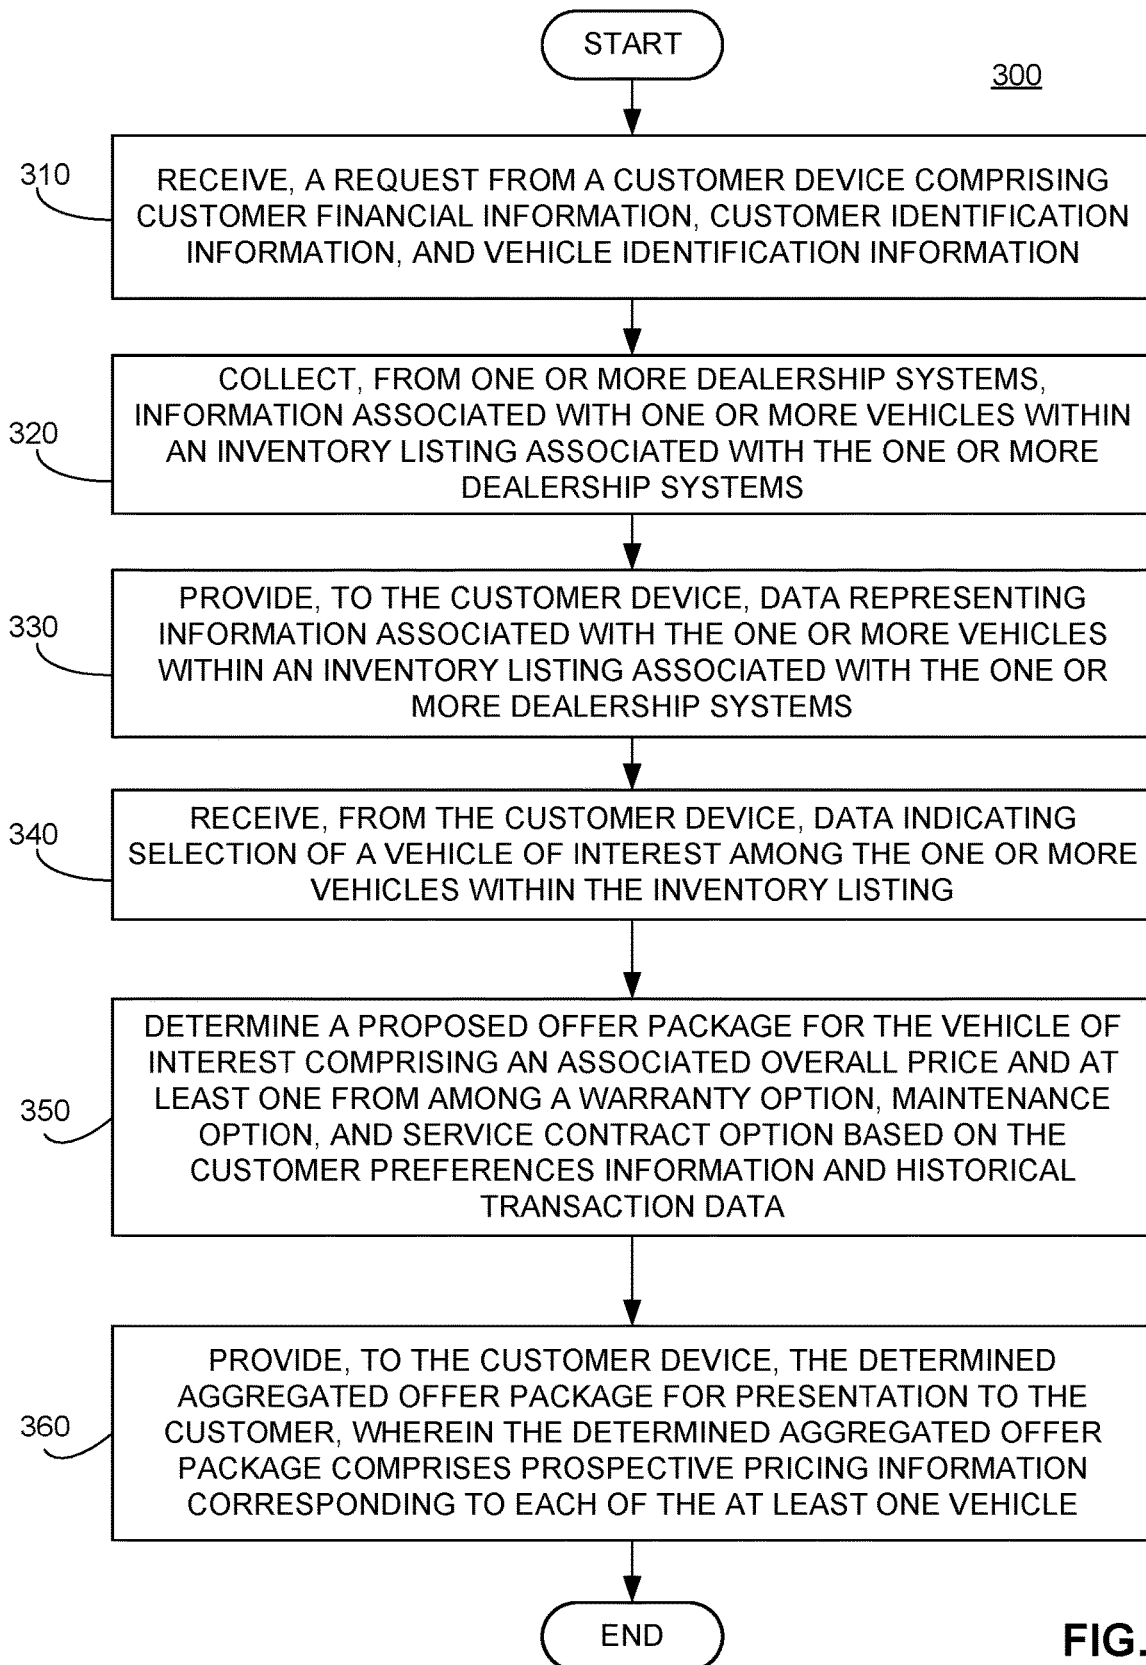 START
300
310
RECEIVE, A REQUEST FROM A CUSTOMER DEVICE COMPRISING
CUSTOMER FINANCIAL INFORMATION, CUSTOMER IDENTIFICATION
INFORMATION, AND VEHICLE IDENTIFICATION INFORMATION
320
COLLECT, FROM ONE OR MORE DEALERSHIP SYSTEMS,
INFORMATION ASSOCIATED WITH ONE OR MORE VEHICLES WITHIN
AN INVENTORY LISTING ASSOCIATED WITH THE ONE OR MORE
DEALERSHIP SYSTEMS
330
PROVIDE, TO THE CUSTOMER DEVICE, DATA REPRESENTING
INFORMATION ASSOCIATED WITH THE ONE OR MORE VEHICLES
WITHIN AN INVENTORY LISTING ASSOCIATED WITH THE ONE OR
MORE DEALERSHIP SYSTEMS
340
RECEIVE, FROM THE CUSTOMER DEVICE, DATA INDICATING
SELECTION OF A VEHICLE OF INTEREST AMONG THE ONE OR MORE
VEHICLES WITHIN THE INVENTORY LISTING
350
DETERMINE A PROPOSED OFFER PACKAGE FOR THE VEHICLE OF
INTEREST COMPRISING AN ASSOCIATED OVERALL PRICE AND AT
LEAST ONE FROM AMONG A WARRANTY OPTION, MAINTENANCE
OPTION, AND SERVICE CONTRACT OPTION BASED ON THE
CUSTOMER PREFERENCES INFORMATION AND HISTORICAL
TRANSACTION DATA
360
PROVIDE, TO THE CUSTOMER DEVICE, THE DETERMINED
AGGREGATED OFFER PACKAGE FOR PRESENTATION TO THE
CUSTOMER, WHEREIN THE DETERMINED AGGREGATED OFFER
PACKAGE COMPRISES PROSPECTIVE PRICING INFORMATION
CORRESPONDING TO EACH OF THE AT LEAST ONE VEHICLE
END
FIG.